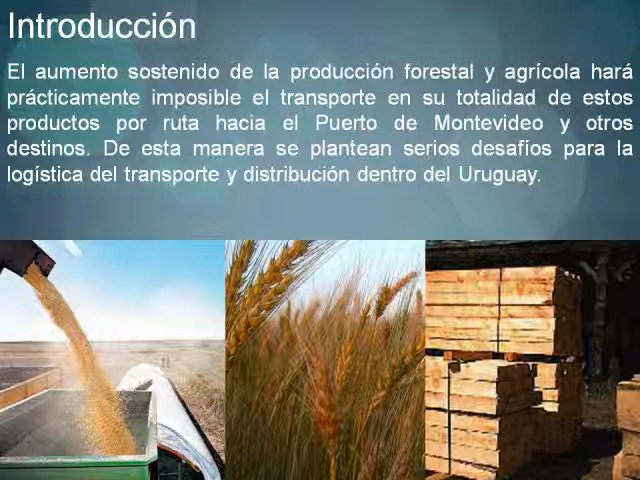 Introducción
El aumento sostenido de la producción forestal y agrícola hará
prácticamente imposible el transporte en su totalidad de estos
productos por ruta hacia el Puerto de Montevideo y otros
destinos. De esta manera se plantean serios desafíos para la
logística del transporte y distribución dentro del Uruguay.